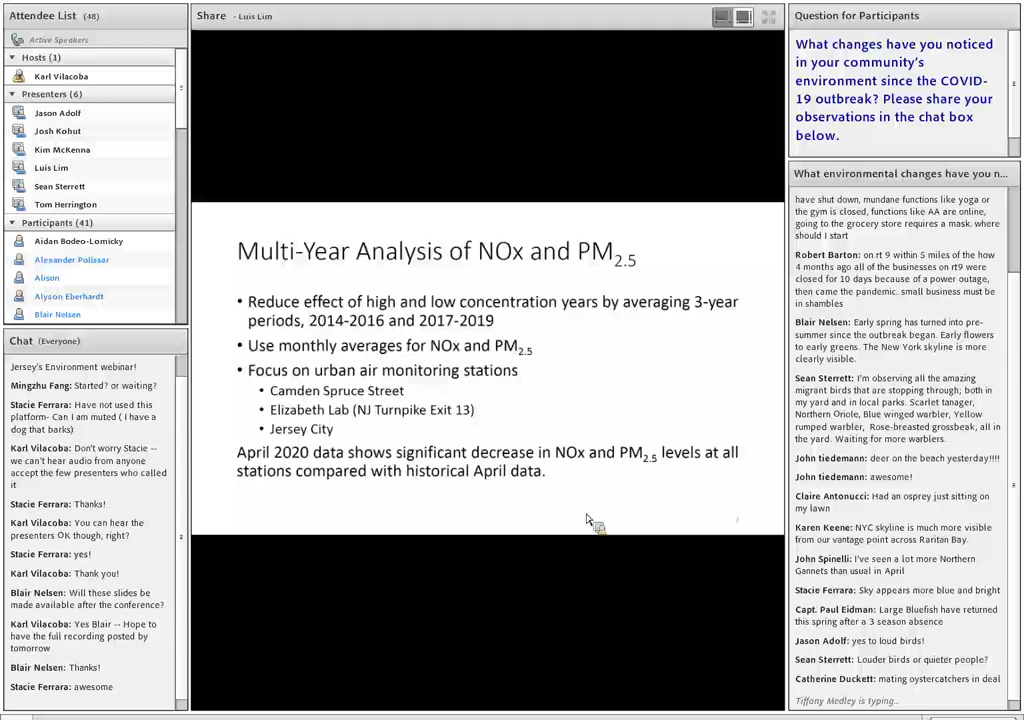 Attendee List (48)
Active Speakers
Hosts (1)
Karl Vilacoba
Presenters (6)
Jason Adolf
Josh Kohut
Kim McKenna
Luis Lim
Sean Sterrett
Tom Herrington
Participants (41)
Aidan Bodeo-Lomicky
Alexander Polissar
Alison
Alyson Eberhardt
Blair Nelsen
Chat (Everyone)
Jersey's Environment webinar!
Mingzhu Fang: Started? or waiting?
Stacie Ferrara: Have not used this
platform- Can I am muted ( I have a
dog that barks)
Karl Vilacoba: Don't worry Stacie --
we can't hear audio from anyone
accept the few presenters who called
it
Stacie Ferrara: Thanks!
Karl Vilacoba: You can hear the
presenters OK though, right?
Stacie Ferrara: yes!
Karl Vilacoba: Thank you!
Blair Nelsen: Will these slides be
made available after the conference?
Karl Vilacoba: Yes Blair -- Hope to
have the full recording posted by
tomorrow
Blair Nelsen: Thanks!
Stacie Ferrara: awesome
Share - Luis Lim
Multi-Year Analysis of NOx and PM2.5
• Reduce effect of high and low concentration years by averaging 3-year
periods, 2014-2016 and 2017-2019
• Use monthly averages for NOx and PM2.5
• Focus on urban air monitoring stations
• Camden Spruce Street
• Elizabeth Lab (NJ Turnpike Exit 13)
• Jersey City
April 2020 data shows significant decrease in NOx and PM2.5 levels at all
stations compared with historical April data.
Question for Participants
What changes have you noticed
in your community's
environment since the COVID-
19 outbreak? Please share your
observations in the chat box
below.
What environmental changes have you n...
have shut down, mundane functions like yoga or
the gym is closed, functions like AA are online,
going to the grocery store requires a mask. where
should I start
Robert Barton: on rt 9 within 5 miles of the how
4 months ago all of the businesses on rt9 were
closed for 10 days because of a power outage,
then came the pandemic. small business must be
in shambles
Blair Nelsen: Early spring has turned into pre-
summer since the outbreak began. Early flowers
to early greens. The New York skyline is more
clearly visible.
Sean Sterrett: I'm observing all the amazing
migrant birds that are stopping through; both in
my yard and in local parks. Scarlet tanager,
Northern Oriole, Blue winged warbler, Yellow
rumped warbler, Rose-breasted grossbeak, all in
the yard. Waiting for more warblers.
John tiedemann: deer on the beach yesterday!!!!
John tiedemann: awesome!
Claire Antonucci: Had an osprey just sitting on
my lawn
Karen Keene: NYC skyline is much more visible
from our vantage point across Raritan Bay.
John Spinelli: I've seen a lot more Northern
Gannets than usual in April
Stacie Ferrara: Sky appears more blue and bright
Capt. Paul Eidman: Large Bluefish have returned
this spring after a 3 season absence
Jason Adolf: yes to loud birds!
Sean Sterrett: Louder birds or quieter people?
Catherine Duckett: mating oystercatchers in deal
Tiffany Medley is typing...